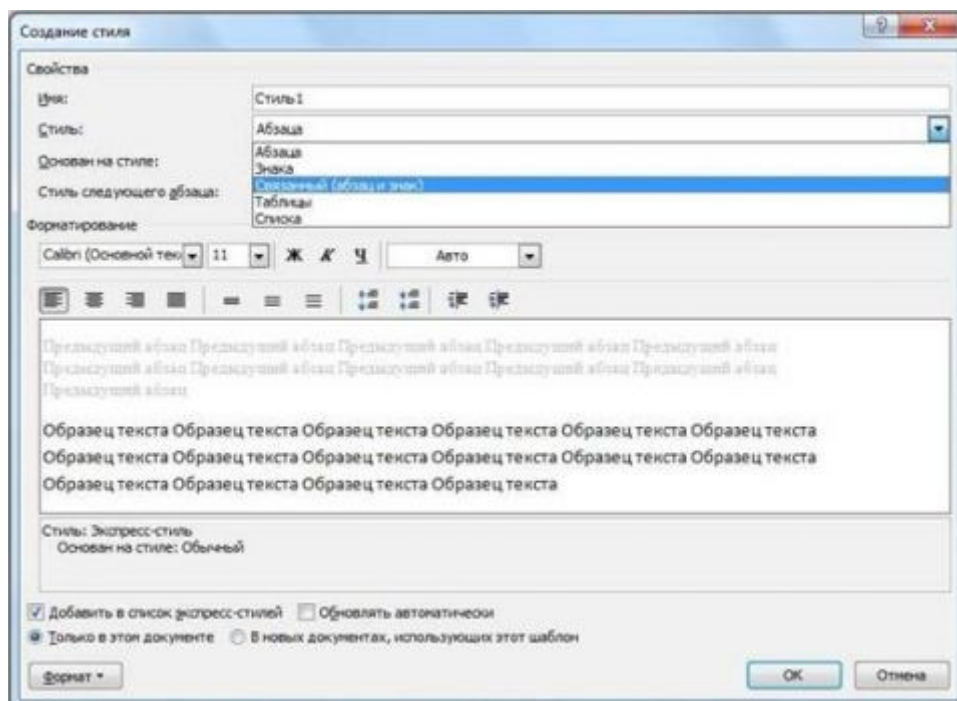 Создание стиля
Свойства
Имя: Стиль1
Стиль: Абзаца
Абзаца
Основан на стиле: Знака
Связанный (абзац и знак)
Стиль следующего абзаца: Таблицы
Списка
Форматирование
Calibri (Основной тек 11 Ж К Ч Авто
Предыдущий абзац Предыдущий абзац Предыдущий абзац Предыдущий абзац Предыдущий абзац
Предыдущий абзац Предыдущий абзац Предыдущий абзац Предыдущий абзац Предыдущий абзац
Предыдущий абзац
Образец текста Образец текста Образец текста Образец текста Образец текста Образец текста
Образец текста Образец текста Образец текста Образец текста Образец текста Образец текста
Образец текста Образец текста Образец текста Образец текста
Стиль: Экспресс-стиль
Основан на стиле: Обычный
Добавить в список экспресс-стилей Обновлять автоматически
Только в этом документе В новых документах, использующих этот шаблон
Формат ОК Отмена